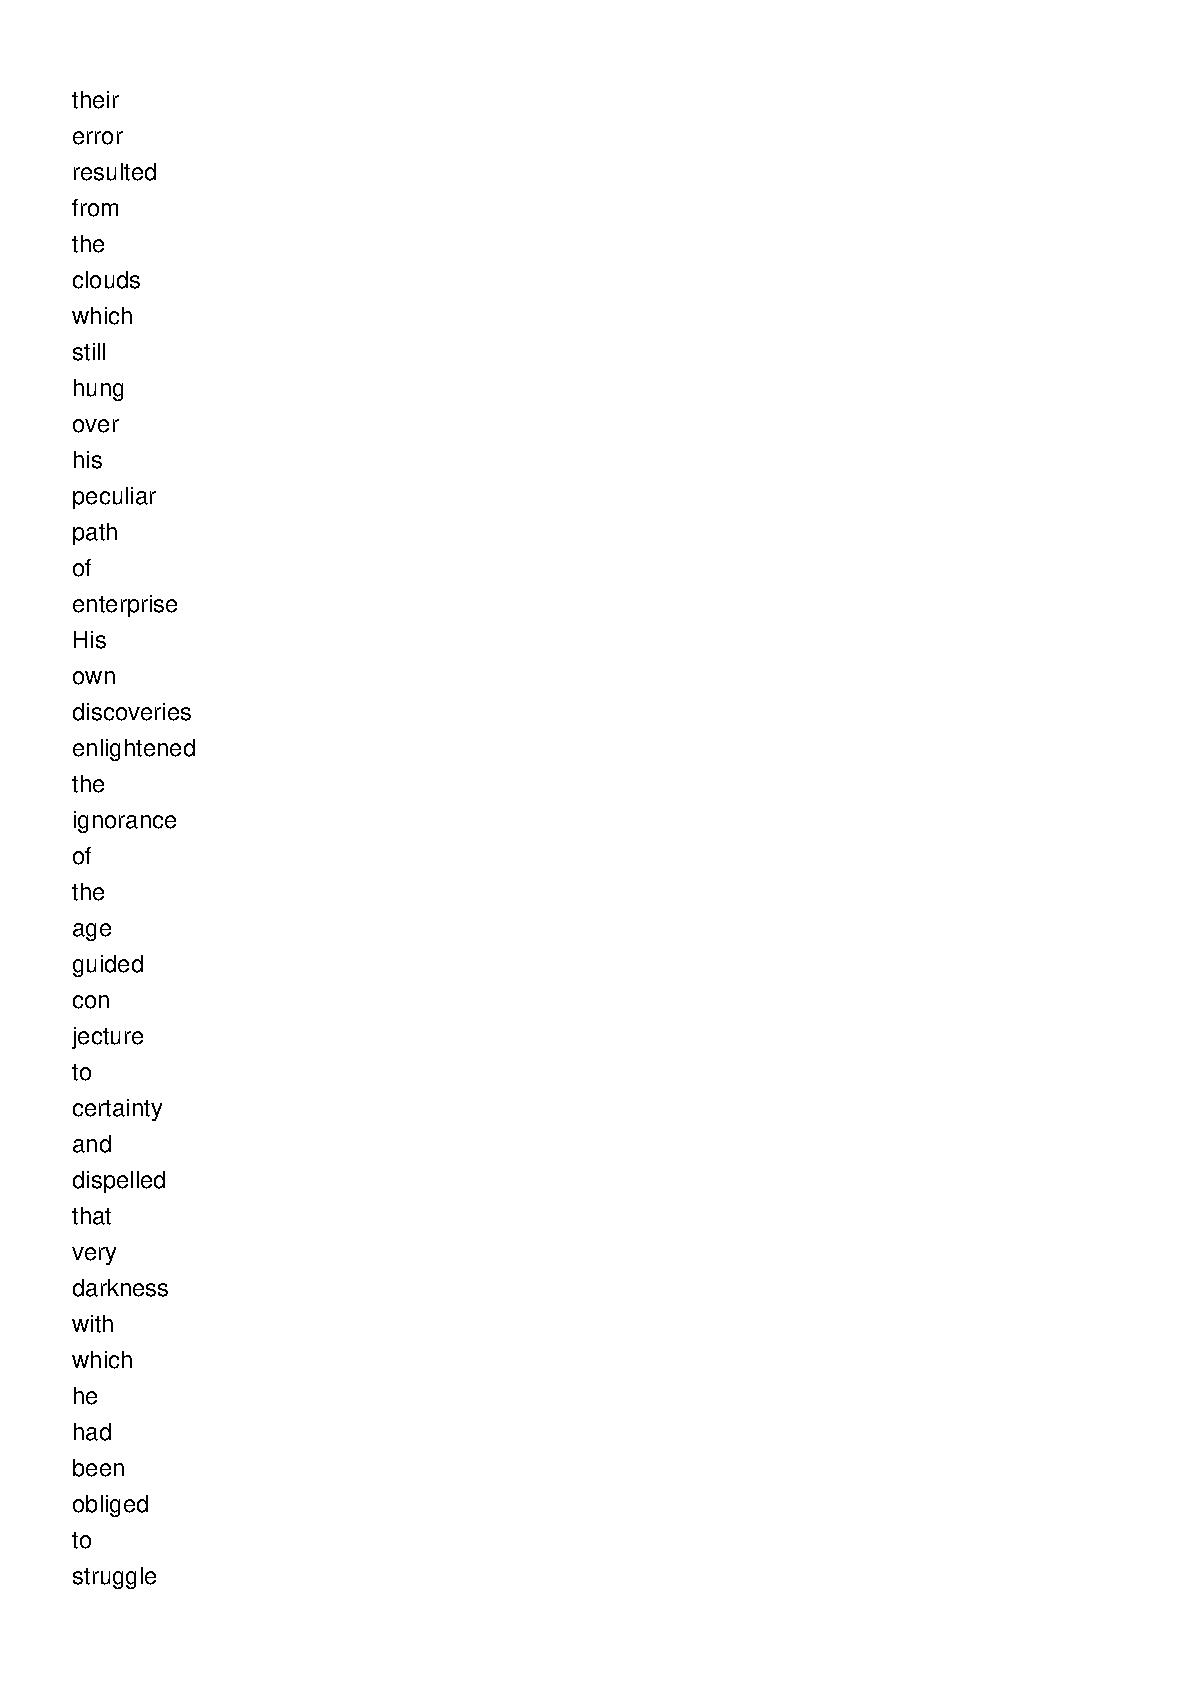 their
error
resulted
from
the
clouds
which
still
hung
over
his
peculiar
path
of
enterprise
His
own
discoveries
enlightened
the
ignorance
of
the
age
guided
con
jecture
to
certainty
and
dispelled
that
very
darkness
with
which
he
had
been
obliged
to
struggle